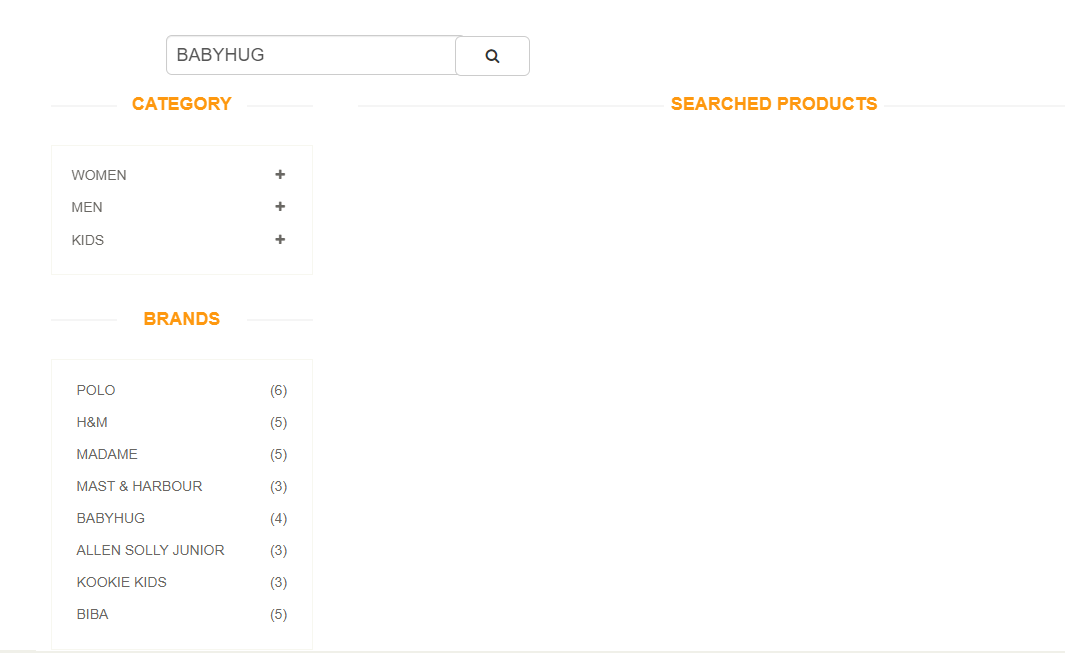 BABYHUG
CATEGORY
SEARCHED PRODUCTS
WOMEN
MEN
KIDS
BRANDS
POLO (6)
H&M (5)
MADAME (5)
MAST & HARBOUR (3)
BABYHUG (4)
ALLEN SOLLY JUNIOR (3)
KOOKIE KIDS (3)
BIBA (5)